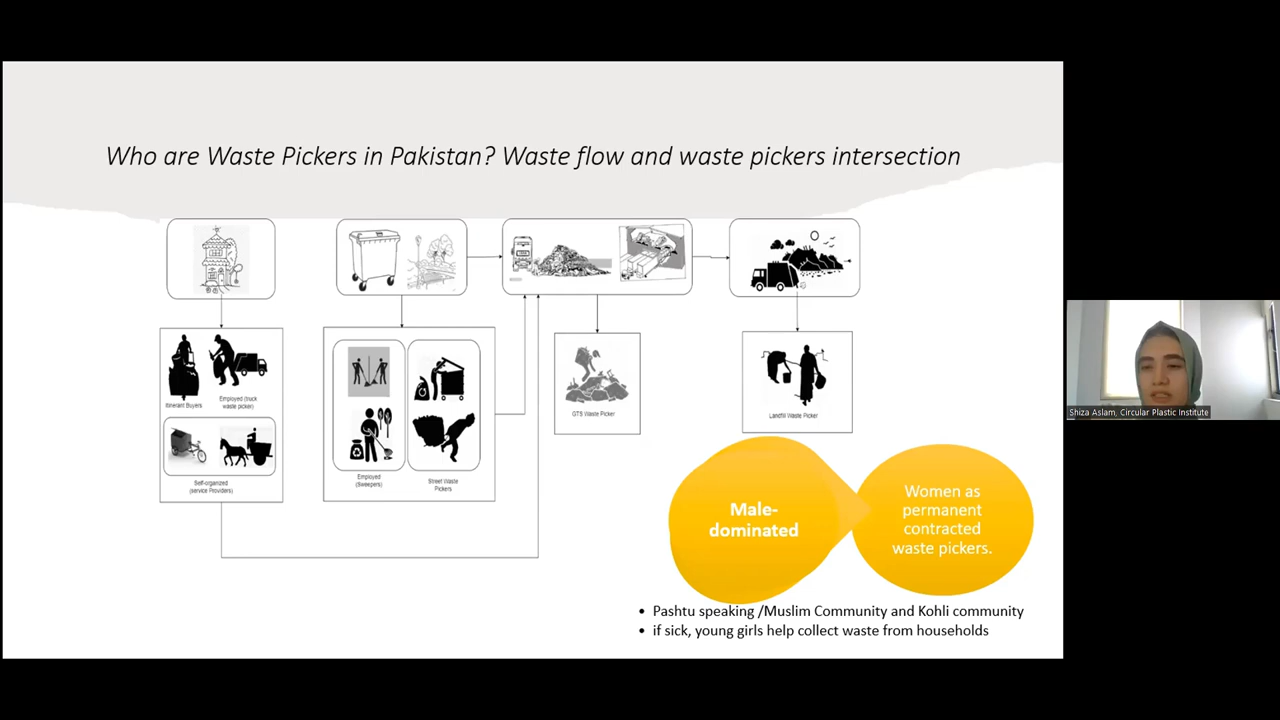 Who are Waste Pickers in Pakistan? Waste flow and waste pickers intersection
Itinerant Buyers
Employed (truck
waste picker)
Self-organized
(service Providers)
Employed
(Sweepers)
Street Waste
Pickers
GTS Waste Picker
Landfill Waste Picker
Male-
dominated
Women as
permanent
contracted
waste pickers.
• Pashtu speaking /Muslim Community and Kohli community
• if sick, young girls help collect waste from households
Shiza Aslam, Circular Plastic Institute